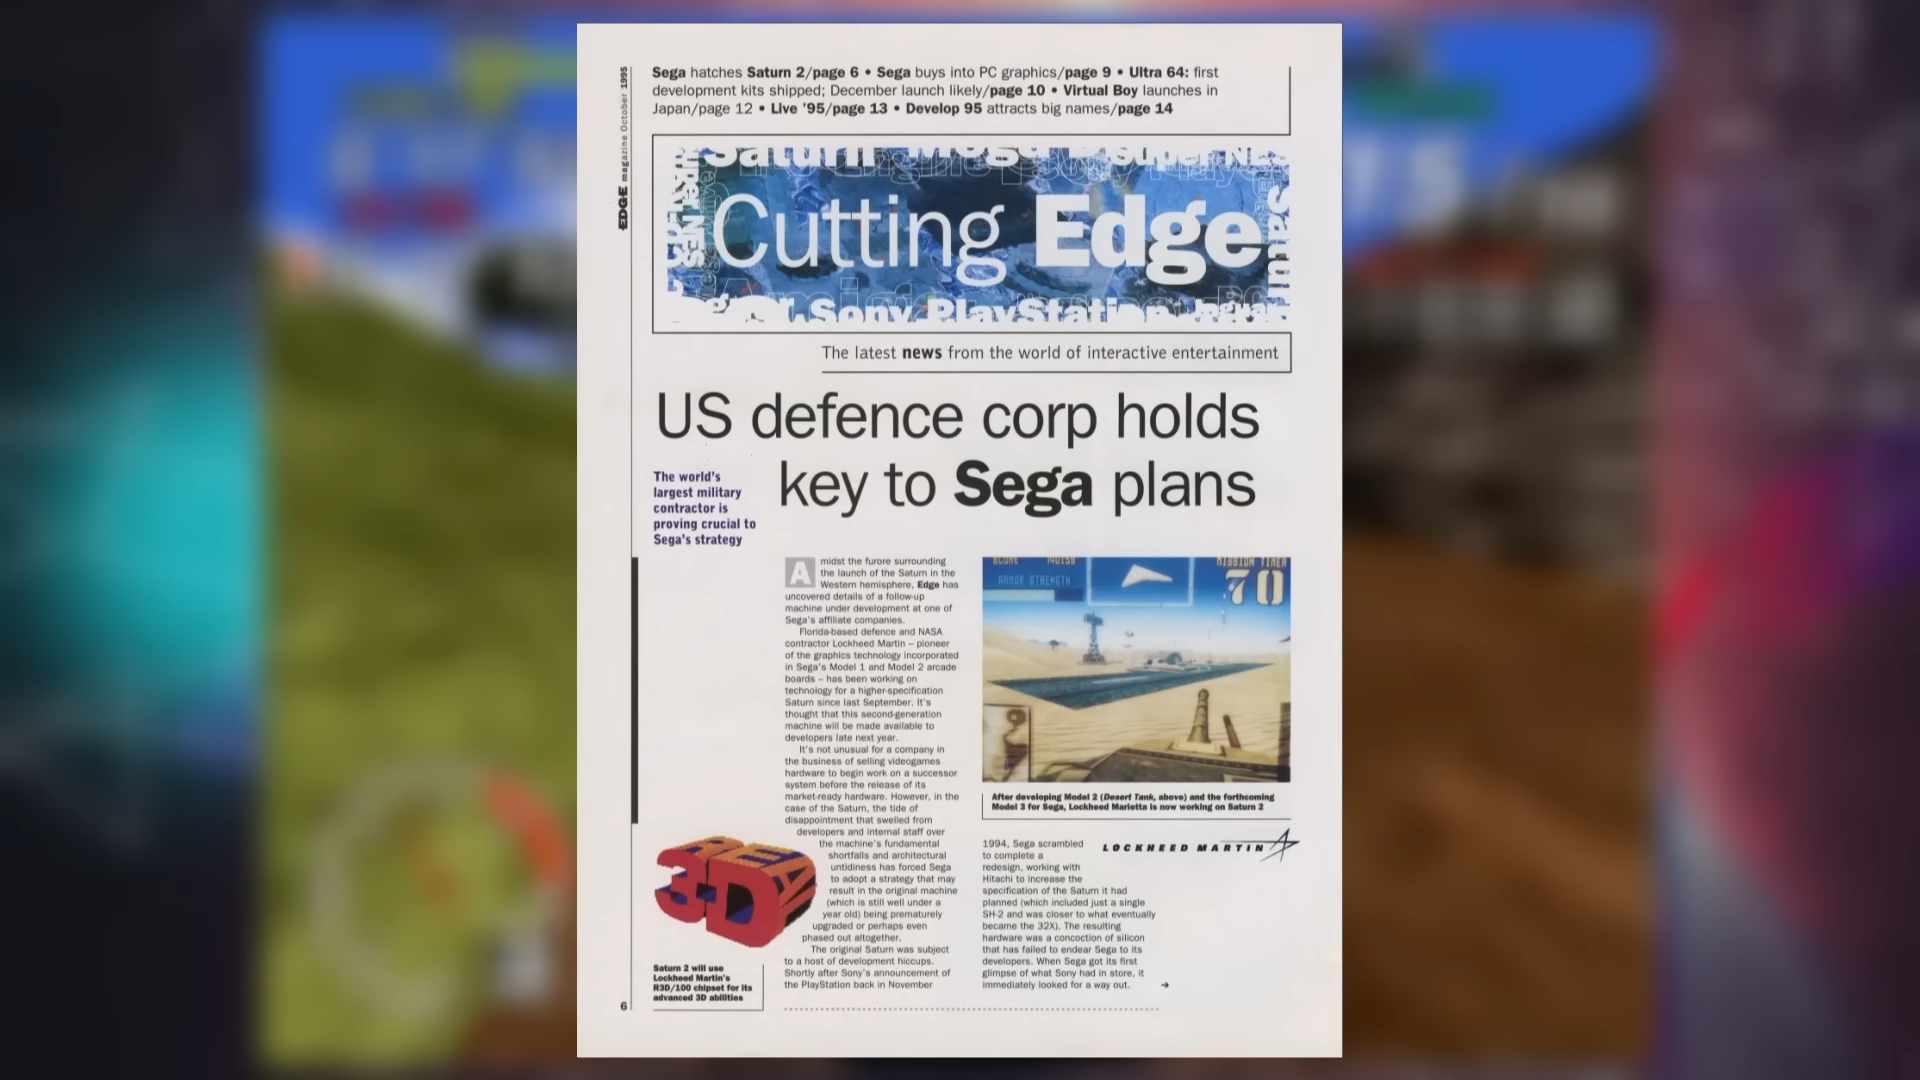 Sega hatches Saturn 2/page 6 • Sega buys into PC graphics/page 9 • Ultra 64: first
development kits shipped; December launch likely/page 10 • Virtual Boy launches in
Japan/page 12 • Live '95/page 13 • Develop 95 attracts big names/page 14
EDGE magazine October 1995
Cutting Edge
Sony PlayStation
The latest news from the world of interactive entertainment
US defence corp holds
key to Sega plans
The world's
largest military
contractor is
proving crucial to
Sega's strategy
Amidst the furore surrounding
the launch of the Saturn in the
Western hemisphere, Edge has
uncovered details of a follow-up
machine under development at one of
Sega's affiliate companies.
Florida-based defence and NASA
contractor Lockheed Martin – pioneer
of the graphics technology incorporated
in Sega's Model 1 and Model 2 arcade
boards – has been working on
technology for a higher-specification
Saturn since last September. It's
thought that this second-generation
machine will be made available to
developers late next year.
It's not unusual for a company in
the business of selling videogames
hardware to begin work on a successor
system before the release of its
market-ready hardware. However, in the
case of the Saturn, the tide of
disappointment that swelled from
developers and internal staff over
the machine's fundamental
shortfalls and architectural
untidiness has forced Sega
to adopt a strategy that may
result in the original machine
(which is still well under a
year old) being prematurely
upgraded or perhaps even
phased out altogether.
The original Saturn was subject
to a host of development hiccups.
Shortly after Sony's announcement of
the PlayStation back in November
SCORE 140150
ARMOR STRENGTH
MISSION TIMER
70
After developing Model 2 (Desert Tank, above) and the forthcoming
Model 3 for Sega, Lockheed Marietta is now working on Saturn 2
LOCKHEED MARTIN
1994, Sega scrambled
to complete a
redesign, working with
Hitachi to increase the
specification of the Saturn it had
planned (which included just a single
SH-2 and was closer to what eventually
became the 32X). The resulting
hardware was a concoction of silicon
that has failed to endear Sega to its
developers. When Sega got its first
glimpse of what Sony had in store, it
immediately looked for a way out. →
REAL
3D
Saturn 2 will use
Lockheed Martin's
R3D/100 chipset for its
advanced 3D abilities
6